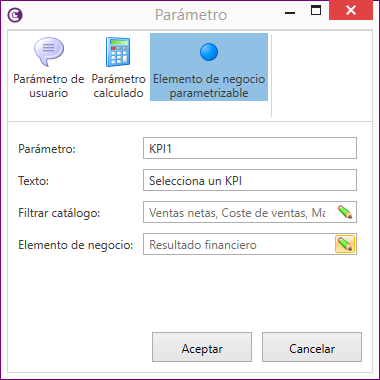 Parámetro
Parámetro de
usuario
Parámetro
calculado
Elemento de negocio
parametrizable
Parámetro: KPI1
Texto: Selecciona un KPI
Filtrar catálogo: Ventas netas, Coste de ventas, Ma
Elemento de negocio: Resultado financiero
Aceptar Cancelar